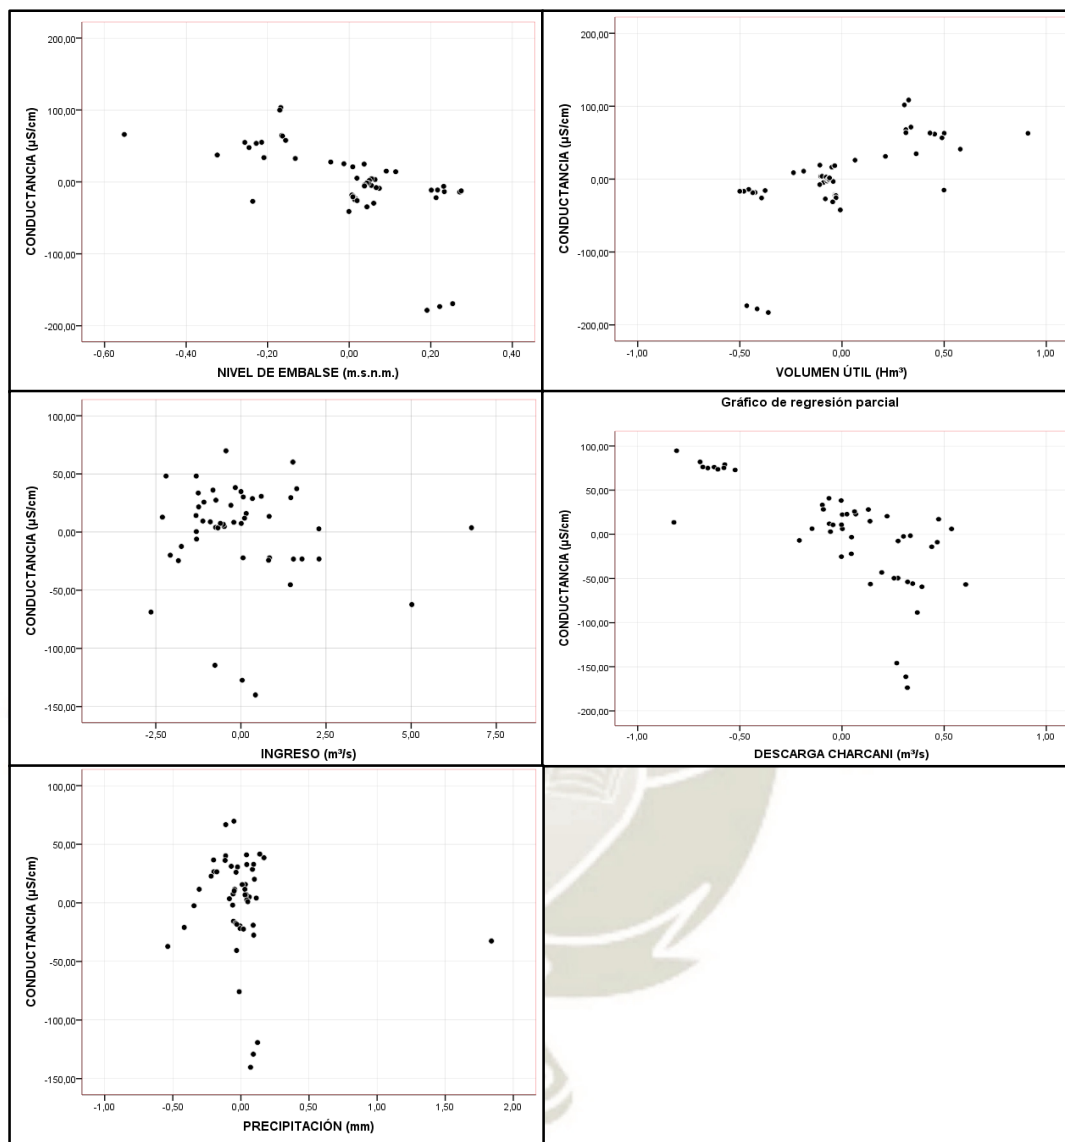 200,00
100,00
0,00
-100,00
-200,00
CONDUCTANCIA (µS/cm)
-0,60 -0,40 -0,20 0,00 0,20 0,40
NIVEL DE EMBALSE (m.s.n.m.)
200,00
100,00
0,00
-100,00
-200,00
CONDUCTANCIA (µS/cm)
-1,00 -0,50 0,00 0,50 1,00
VOLUMEN ÚTIL (Hm³)
100,00
50,00
0,00
-50,00
-100,00
-150,00
CONDUCTANCIA (µS/cm)
-2,50 0,00 2,50 5,00 7,50
INGRESO (m³/s)
Gráfico de regresión parcial
100,00
50,00
0,00
-50,00
-100,00
-150,00
-200,00
CONDUCTANCIA (µS/cm)
-1,00 -0,50 0,00 0,50 1,00
DESCARGA CHARCANI (m³/s)
100,00
50,00
0,00
-50,00
-100,00
-150,00
CONDUCTANCIA (µS/cm)
-1,00 -0,50 0,00 0,50 1,00 1,50 2,00
PRECIPITACIÓN (mm)